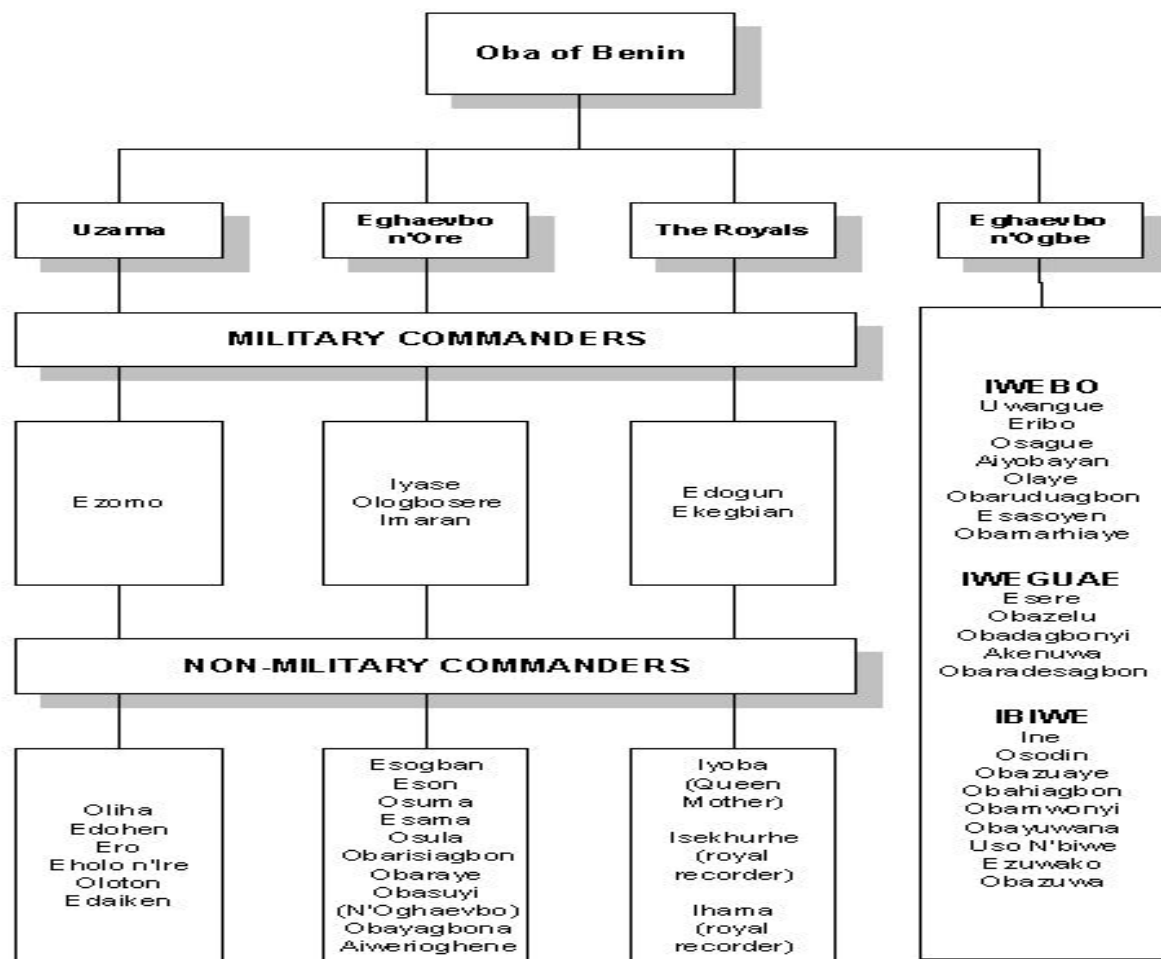 Oba of Benin
Uzama
Eghaevbo
n'Ore
The Royals
Eghaevbo
n'Ogbe
MILITARY COMMANDERS
Ezomo
Iyase
Ologbosere
Imaran
Edogun
Ekegbian
NON-MILITARY COMMANDERS
Oliha
Edohen
Ero
Eholo n'Ire
Oloton
Edaiken
Esogban
Eson
Osuma
Esama
Osula
Obarisiagbon
Obaraye
Obasuyi
(N'Oghaevbo)
Obayagbona
Aiwerioghene
Iyoba
(Queen
Mother)
Isekhurhe
(royal
recorder)
Ihama
(royal
recorder)
IWEBO
Uwangue
Eribo
Osague
Aiyobayan
Olaye
Obaruduagbon
Esasoyen
Obamarhiaye
IWEGUAE
Esere
Obazelu
Obadagbonyi
Akenuwa
Obaradesagbon
IBIWE
Ine
Osodin
Obazuaye
Obahiagbon
Obamwonyi
Obayuwana
Uso N'biwe
Ezuwako
Obazuwa